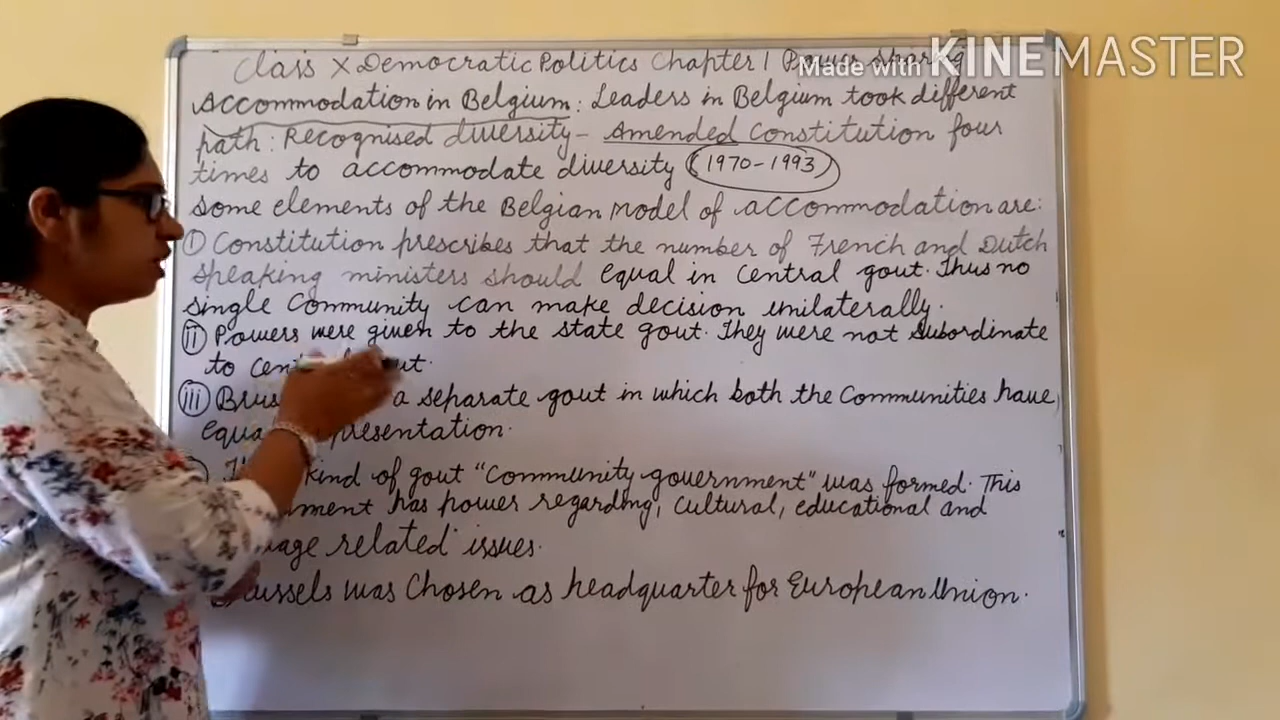 Class X Democratic Politics Chapter 1 Power sharing
Made with KINEMASTER
Accommodation in Belgium: Leaders in Belgium took different
path: Recognised diversity - Amended Constitution four
times to accommodate diversity (1970-1993)
Some elements of the Belgian Model of accommodation are:
(i) Constitution prescribes that the number of French and Dutch
speaking ministers should equal in central govt. Thus no
single community can make decision unilaterally.
(ii) Powers were given to the state govt. They were not subordinate
to govt.
(iii) a separate govt in which both the Communities have
kind of govt "Community government" was formed. This
has power regarding, cultural, educational and
related issues.
Brussels was Chosen as headquarter for European Union.